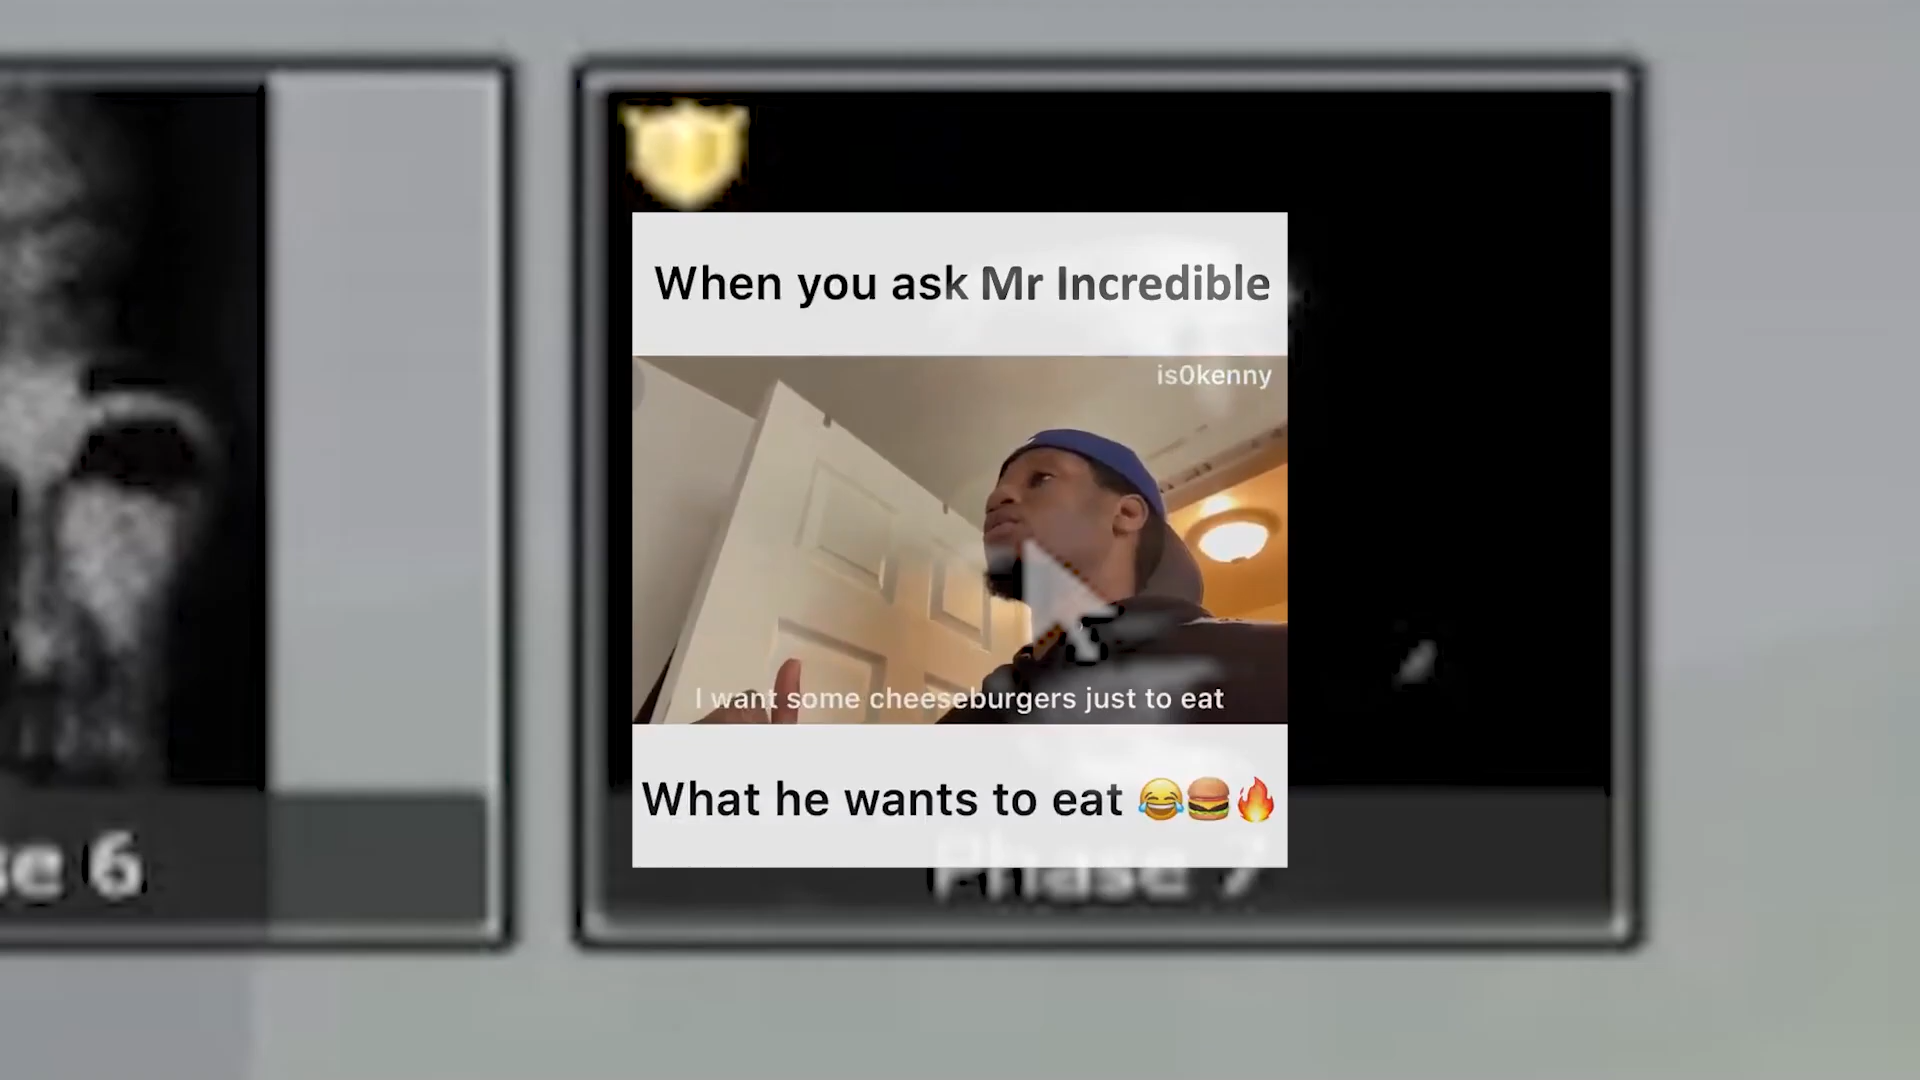 When you ask Mr Incredible
is0kenny
I want some cheeseburgers just to eat
What he wants to eat 😂🍔🔥
se 6
Phase 7